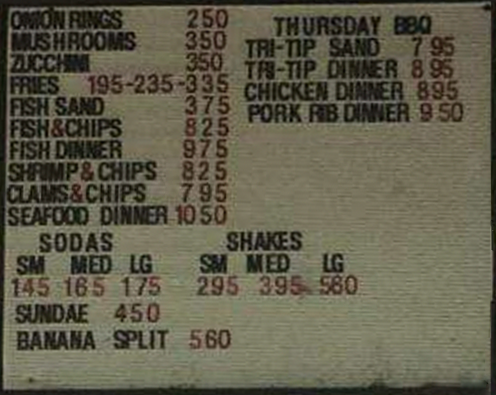 ONION RINGS 250
MUSHROOMS 350
ZUCCHINI 350
FRIES 195-235-335
FISH SAND 375
FISH&CHIPS 825
FISH DINNER 975
SHRIMP & CHIPS 825
CLAMS&CHIPS 795
SEAFOOD DINNER 1050
THURSDAY BBQ
TRI-TIP SAND 795
TRI-TIP DINNER 895
CHICKEN DINNER 895
PORK RIB DINNER 950
SODAS SHAKES
SM MED LG SM MED LG
145 165 175 295 395 560
SUNDAE 450
BANANA SPLIT 560